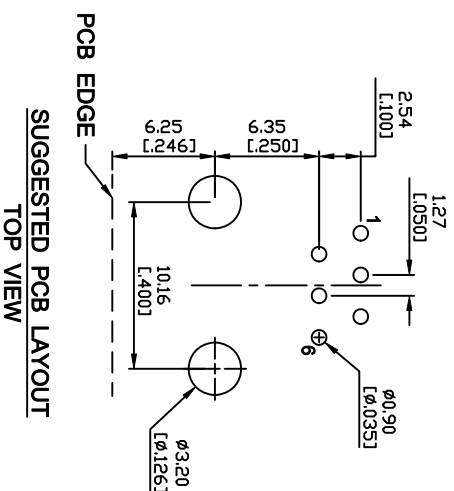 2.54
[.100]
1.27
[.050]
6.35
[.250]
6.25
[.246]
1
6
10.16
[.400]
ø0.90
[ø.035]
ø3.20
[ø.126]
PCB EDGE
SUGGESTED PCB LAYOUT
TOP VIEW